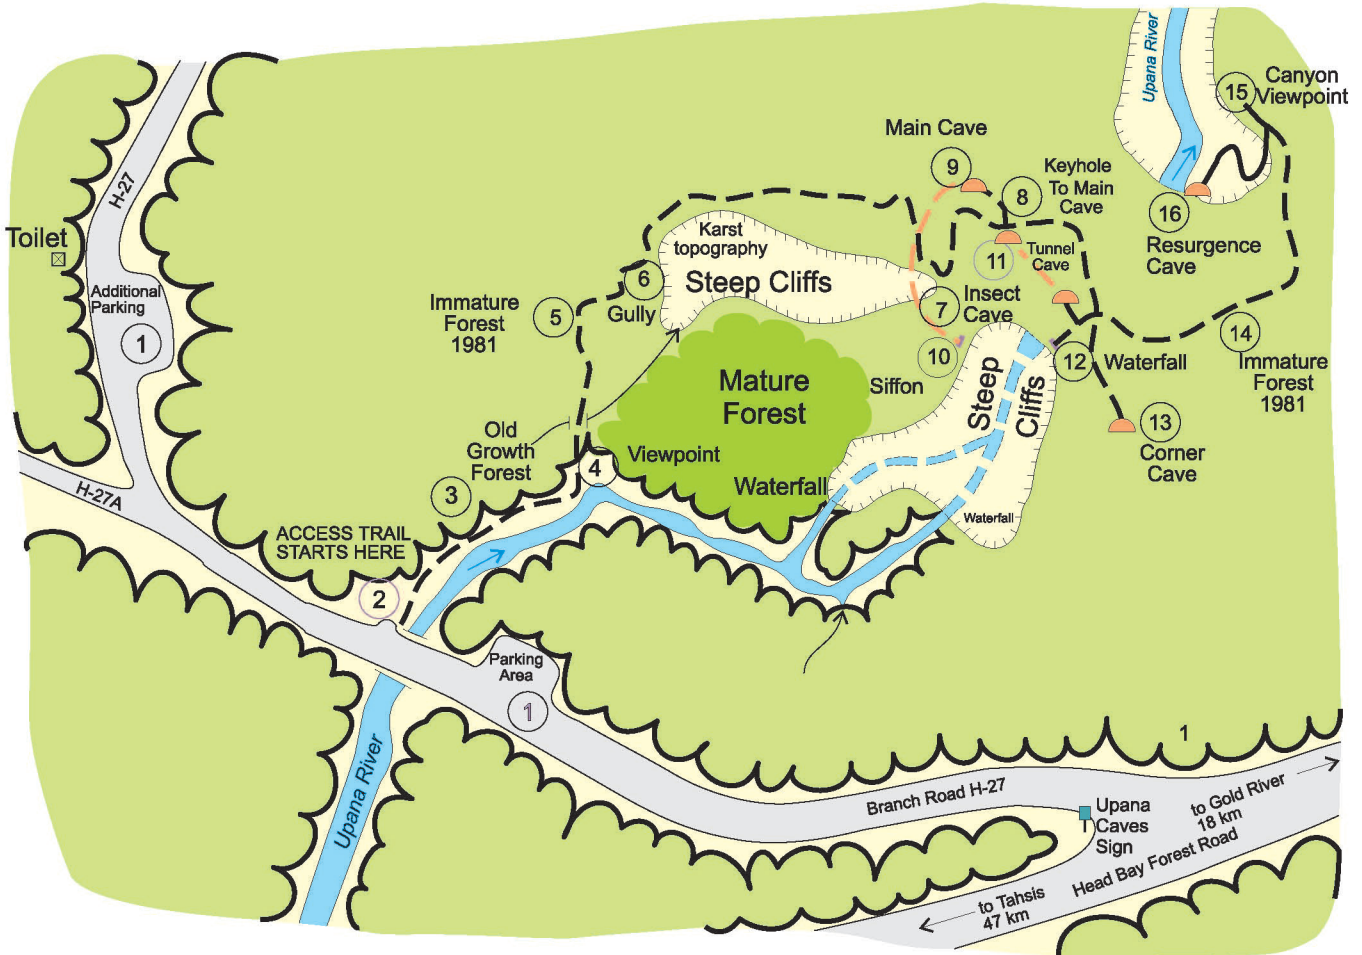 Upana River
15
Canyon
Viewpoint
Main Cave
9
Keyhole
To Main
Cave
8
16
Resurgence
Cave
H-27
Toilet
Karst
topography
Steep Cliffs
11
Tunnel
Cave
6
Gully
Additional
Parking
1
Immature
Forest
1981
5
7
Insect
Cave
10
Siffon
12
Waterfall
14
Immature
Forest
1981
Mature
Forest
Steep
Cliffs
13
Corner
Cave
Old
Growth
Forest
4
Viewpoint
3
Waterfall
Waterfall
H-27A
ACCESS TRAIL
STARTS HERE
2
Parking
Area
1
Upana River
1
Branch Road H-27
Upana
Caves
Sign
to Gold River
18 km
Head Bay Forest Road
to Tahsis
47 km